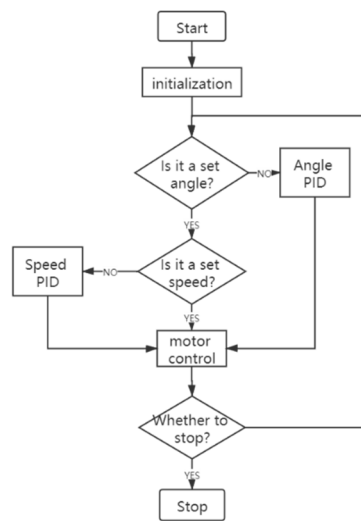 Start
initialization
Is it a set
angle?
NO
Angle
PID
YES
Speed
PID
NO
Is it a set
speed?
YES
motor
control
Whether to
stop?
YES
Stop